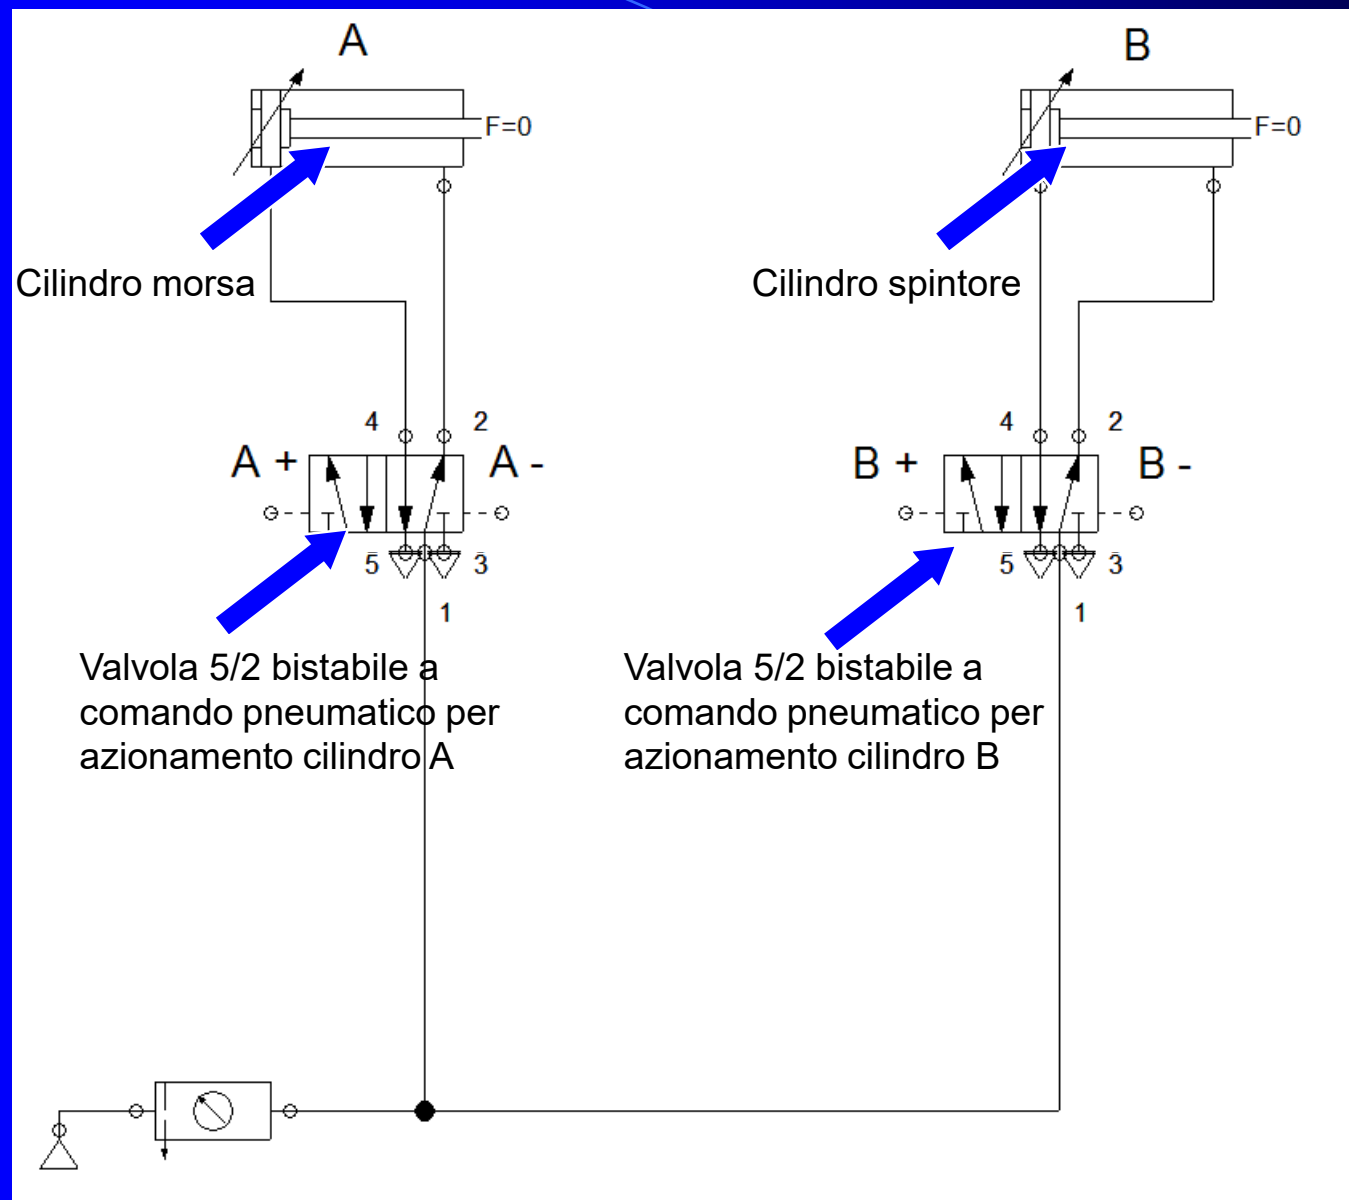 A
B
F=0
F=0
Cilindro morsa
Cilindro spintore
4
2
4
2
A +
A -
B +
B -
5
3
5
3
1
1
Valvola 5/2 bistabile a
comando pneumatico per
azionamento cilindro A
Valvola 5/2 bistabile a
comando pneumatico per
azionamento cilindro B